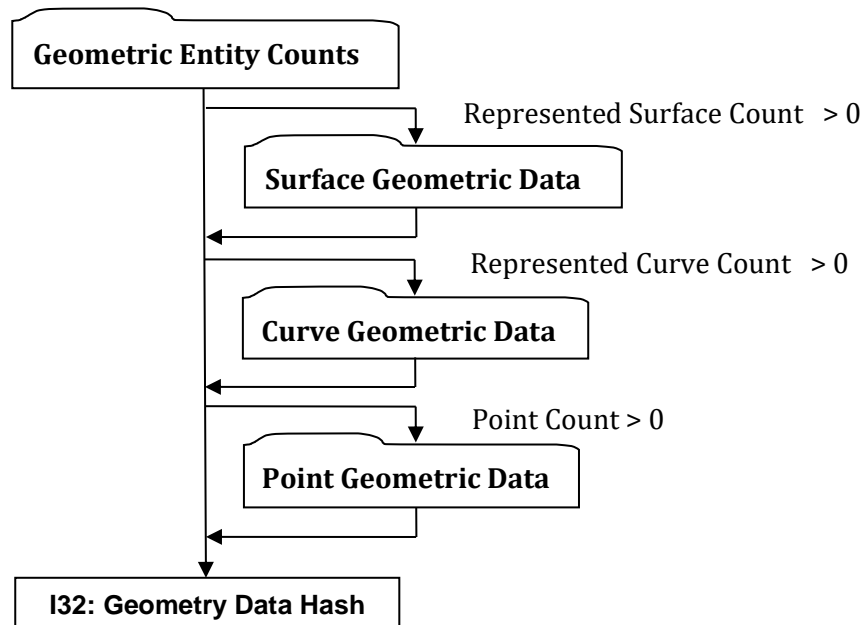 Geometric Entity Counts
Represented Surface Count > 0
Surface Geometric Data
Represented Curve Count > 0
Curve Geometric Data
Point Count > 0
Point Geometric Data
I32: Geometry Data Hash